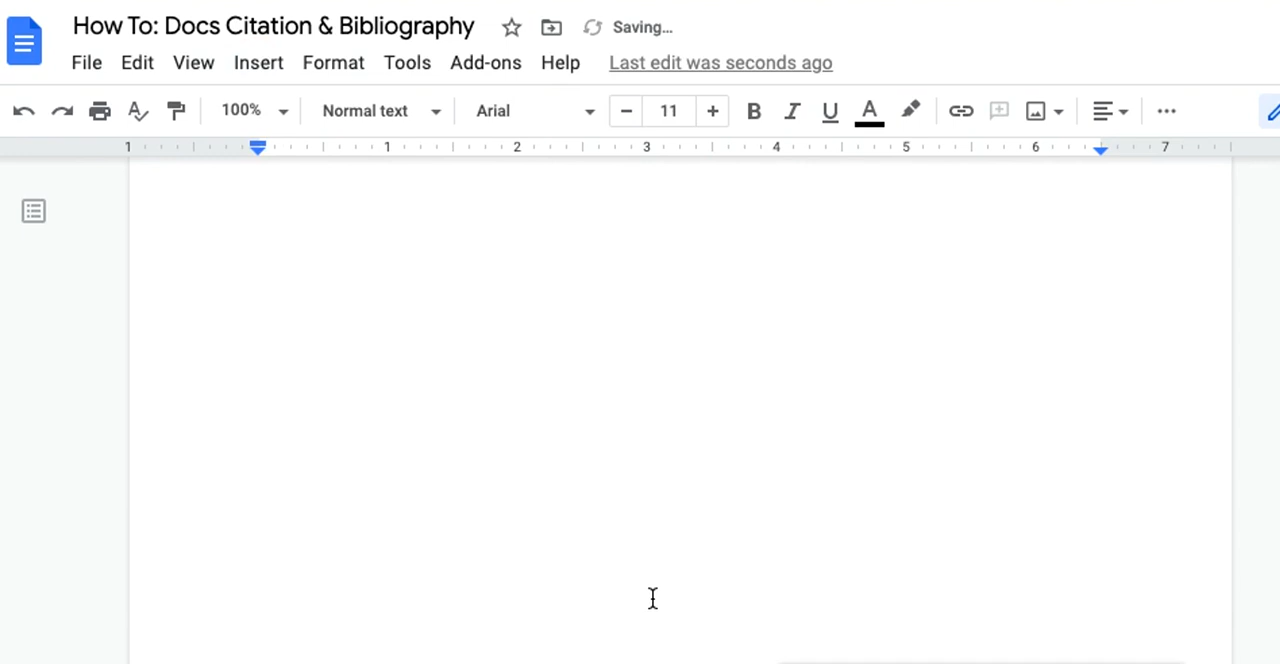 How To: Docs Citation & Bibliography Saving...
File Edit View Insert Format Tools Add-ons Help Last edit was seconds ago
100% Normal text Arial − 11 + B I U A
1 1 2 3 4 5 6 7